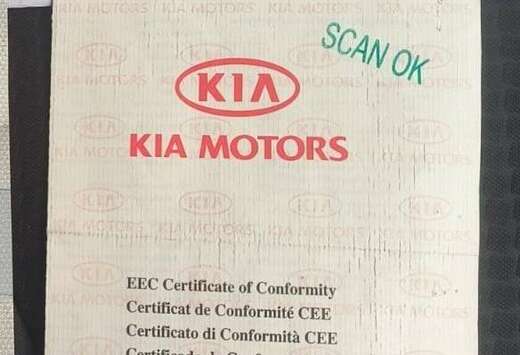 SCAN OK
KIA
KIA MOTORS
EEC Certificate of Conformity
Certificat de Conformité CEE
Certificato di Conformità CEE